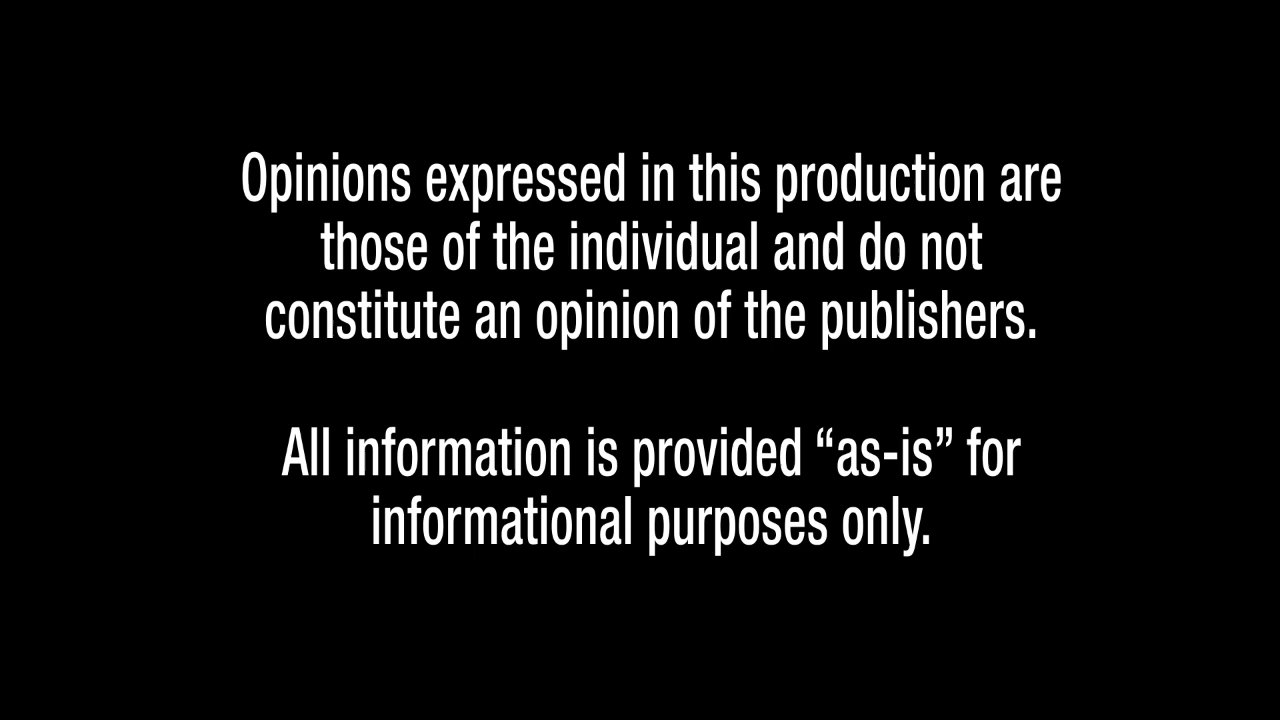 Opinions expressed in this production are
those of the individual and do not
constitute an opinion of the publishers.
All information is provided “as-is” for
informational purposes only.